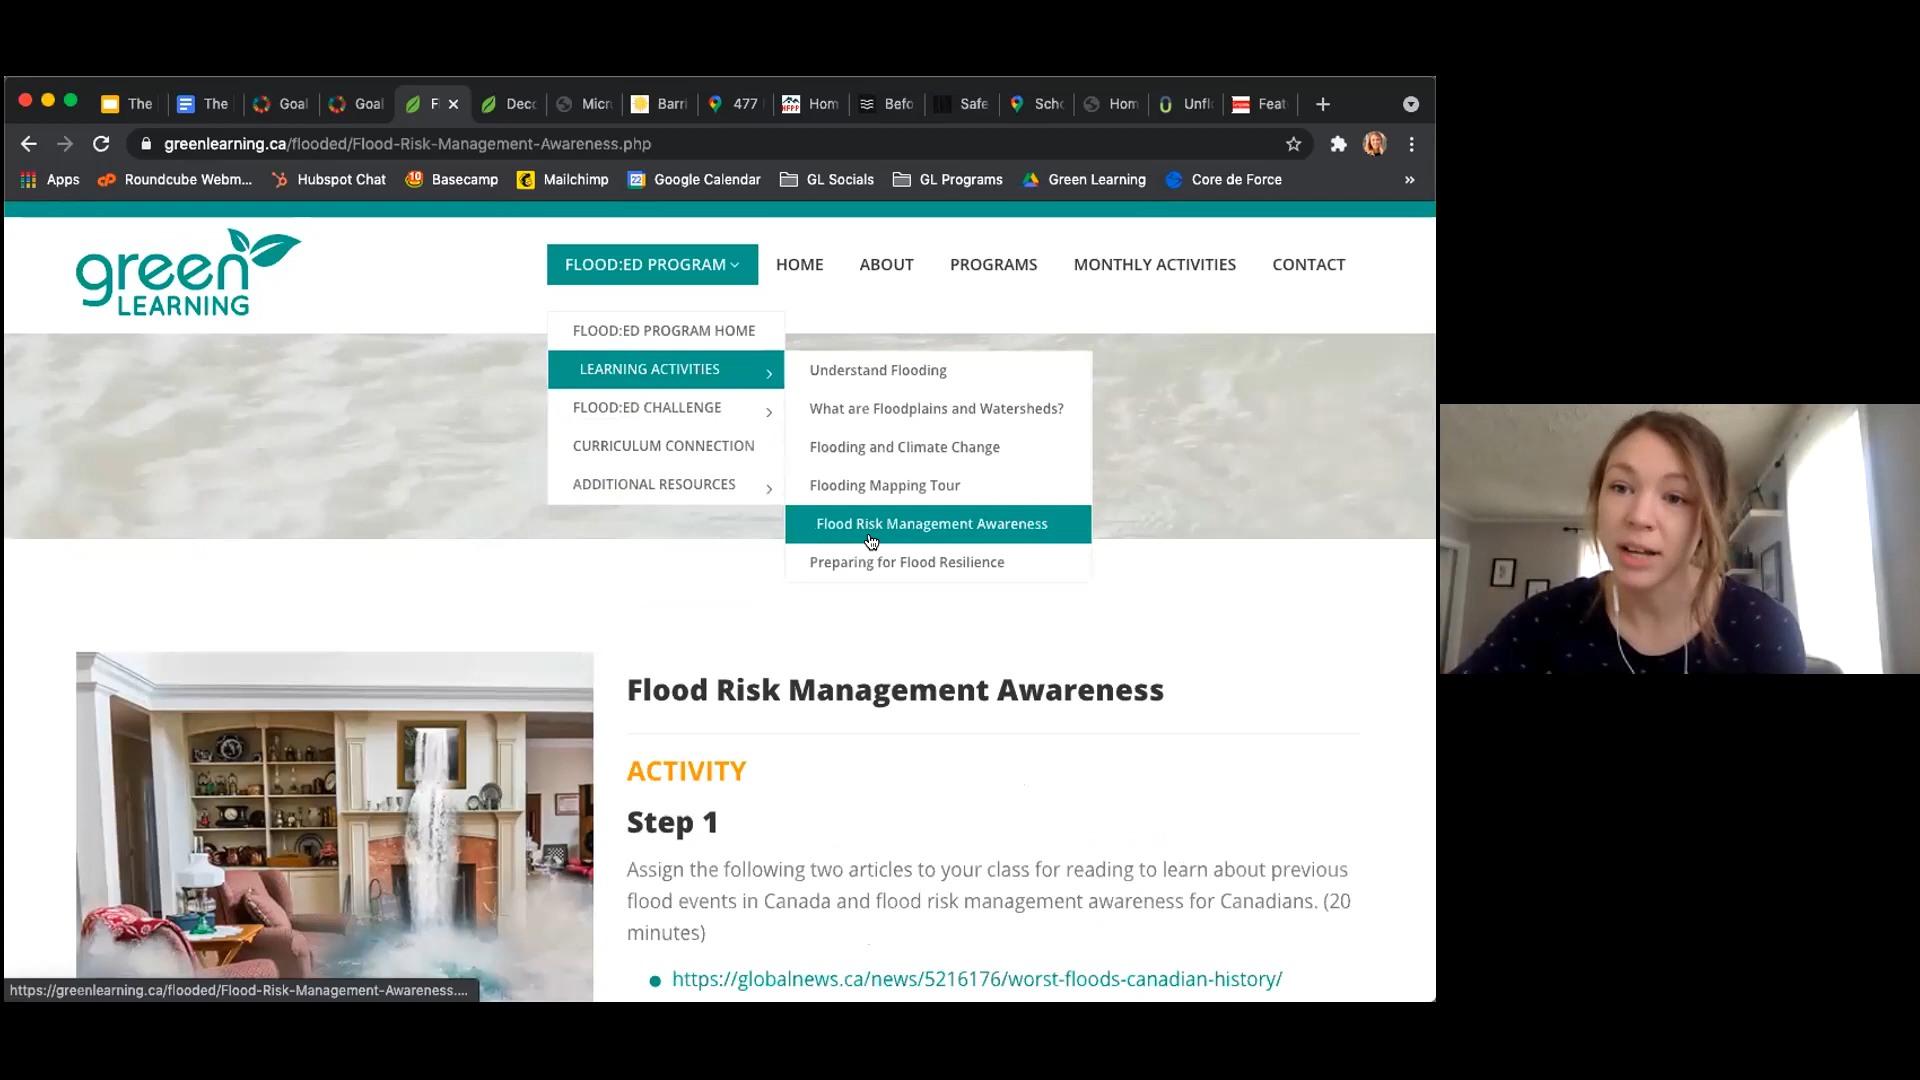 The
The
Goal
Goal
Fl
Deco
Micr
Barri
477
Hom
Befo
Safe
Scho
Hom
Unfl
Feat
greenlearning.ca/flooded/Flood-Risk-Management-Awareness.php
Apps
Roundcube Webm...
Hubspot Chat
10
Basecamp
Mailchimp
22
Google Calendar
GL Socials
GL Programs
Green Learning
Core de Force
»
green
LEARNING
FLOOD:ED PROGRAM
HOME
ABOUT
PROGRAMS
MONTHLY ACTIVITIES
CONTACT
FLOOD:ED PROGRAM HOME
LEARNING ACTIVITIES
FLOOD:ED CHALLENGE
CURRICULUM CONNECTION
ADDITIONAL RESOURCES
Understand Flooding
What are Floodplains and Watersheds?
Flooding and Climate Change
Flooding Mapping Tour
Flood Risk Management Awareness
Preparing for Flood Resilience
Flood Risk Management Awareness
ACTIVITY
Step 1
Assign the following two articles to your class for reading to learn about previous
flood events in Canada and flood risk management awareness for Canadians. (20
minutes)
https://globalnews.ca/news/5216176/worst-floods-canadian-history/
https://greenlearning.ca/flooded/Flood-Risk-Management-Awareness....